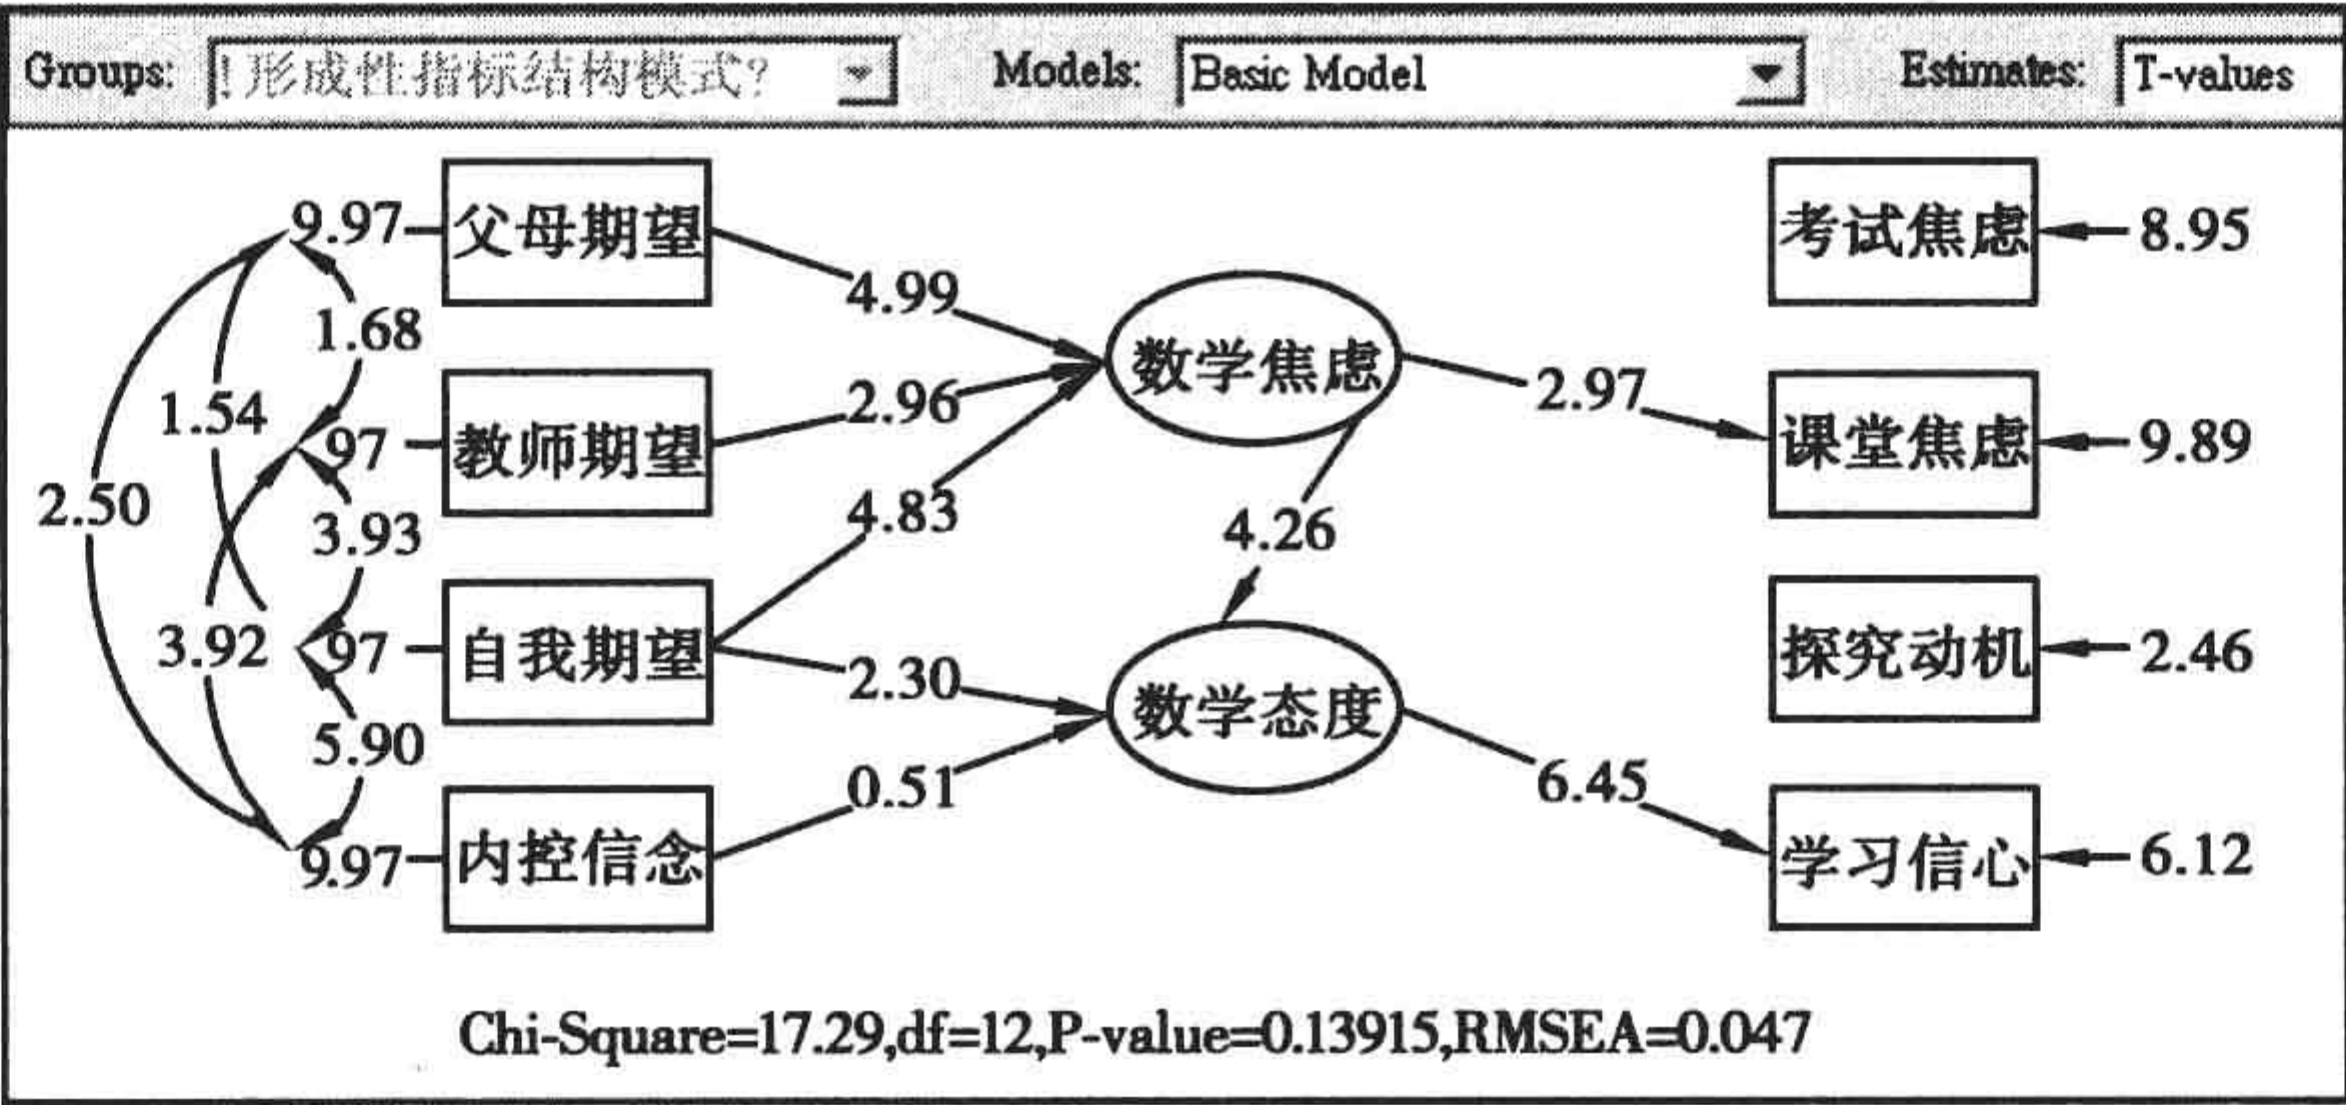 Groups: !形成性指标结构模式? Models: Basic Model Estimates: T-values
9.97 父母期望 考试焦虑 8.95
4.99
1.68
数学焦虑
1.54 2.96 2.97
97 教师期望 课堂焦虑 9.89
2.50 3.93 4.83 4.26
3.92 97 自我期望 2.30 探究动机 2.46
数学态度
5.90 0.51 6.45
9.97 内控信念 学习信心 6.12
Chi-Square=17.29,df=12,P-value=0.13915,RMSEA=0.047